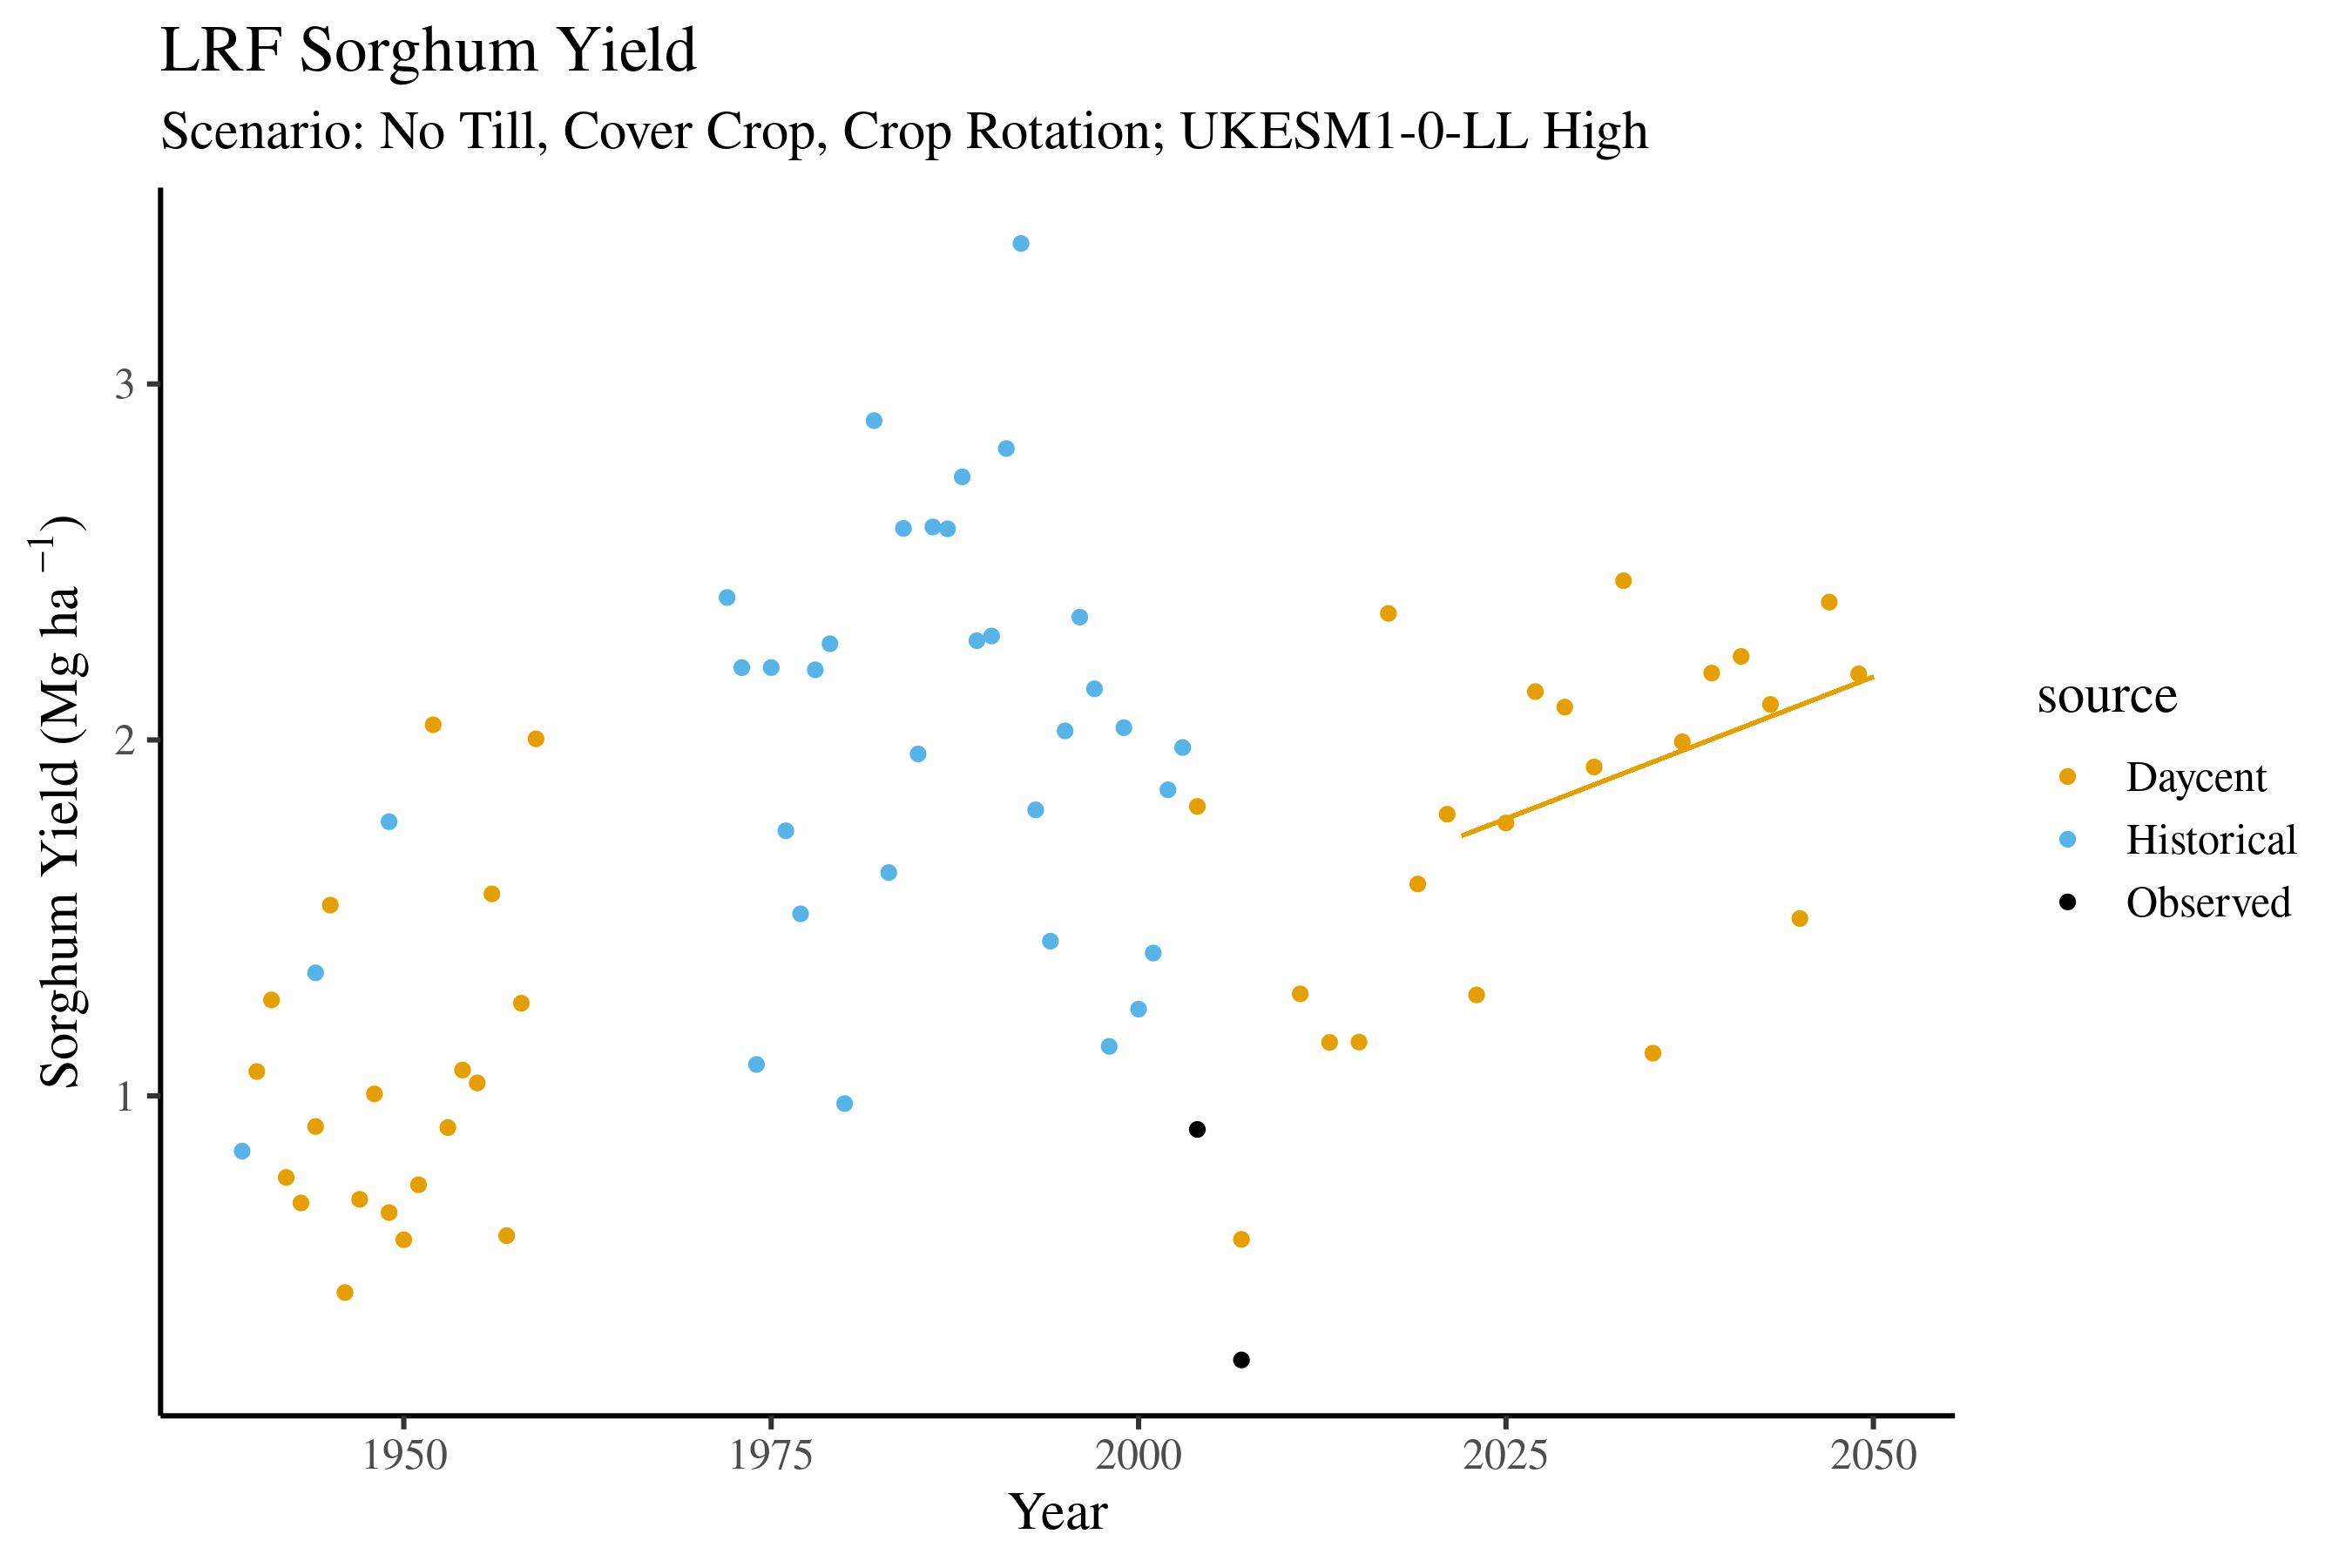 LRF Sorghum Yield
Scenario: No Till, Cover Crop, Crop Rotation; UKESM1-0-LL High
Sorghum Yield (Mg ha⁻¹)
3
2
1
1950 1975 2000 2025 2050
Year
source
Daycent
Historical
Observed